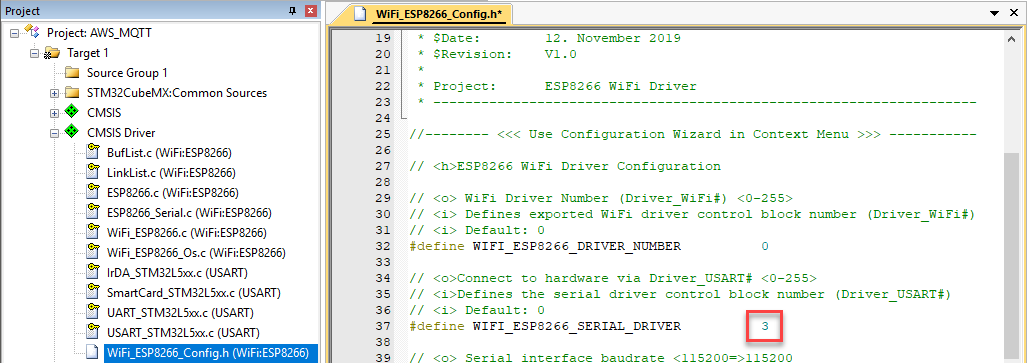 Project
Project: AWS_MQTT
Target 1
Source Group 1
STM32CubeMX:Common Sources
CMSIS
CMSIS Driver
BufList.c (WiFi:ESP8266)
LinkList.c (WiFi:ESP8266)
ESP8266.c (WiFi:ESP8266)
ESP8266_Serial.c (WiFi:ESP8266)
WiFi_ESP8266.c (WiFi:ESP8266)
WiFi_ESP8266_Os.c (WiFi:ESP8266)
IrDA_STM32L5xx.c (USART)
SmartCard_STM32L5xx.c (USART)
UART_STM32L5xx.c (USART)
USART_STM32L5xx.c (USART)
WiFi_ESP8266_Config.h (WiFi:ESP8266)
WiFi_ESP8266_Config.h*
19 * $Date: 12. November 2019
20 * $Revision: V1.0
21 *
22 * Project: ESP8266 WiFi Driver
23 * --------------------------------------------------------------------
24
25 //-------- <<< Use Configuration Wizard in Context Menu >>> -----------
26
27 // <h>ESP8266 WiFi Driver Configuration
28
29 // <o> WiFi Driver Number (Driver_WiFi#) <0-255>
30 // <i> Defines exported WiFi driver control block number (Driver_WiFi#)
31 // <i> Default: 0
32 #define WIFI_ESP8266_DRIVER_NUMBER 0
33
34 // <o>Connect to hardware via Driver_USART# <0-255>
35 // <i>Defines the serial driver control block number (Driver_USART#)
36 // <i> Default: 0
37 #define WIFI_ESP8266_SERIAL_DRIVER 3
38
39 // <o> Serial interface baudrate <115200=>115200